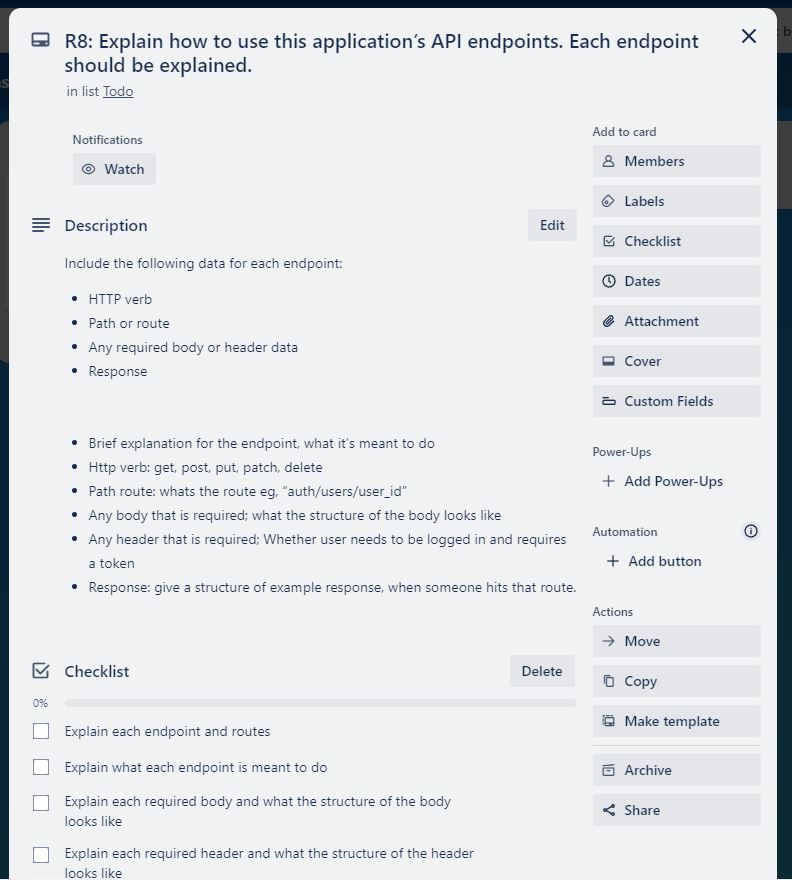 R8: Explain how to use this application's API endpoints. Each endpoint
should be explained.
in list Todo
Notifications
Watch
Description
Edit
Include the following data for each endpoint:
HTTP verb
Path or route
Any required body or header data
Response
Brief explanation for the endpoint, what it's meant to do
Http verb: get, post, put, patch, delete
Path route: whats the route eg, “auth/users/user_id”
Any body that is required; what the structure of the body looks like
Any header that is required; Whether user needs to be logged in and requires
a token
Response: give a structure of example response, when someone hits that route.
Checklist
Delete
0%
Explain each endpoint and routes
Explain what each endpoint is meant to do
Explain each required body and what the structure of the body
looks like
Explain each required header and what the structure of the header
looks like
Add to card
Members
Labels
Checklist
Dates
Attachment
Cover
Custom Fields
Power-Ups
Add Power-Ups
Automation
Add button
Actions
Move
Copy
Make template
Archive
Share